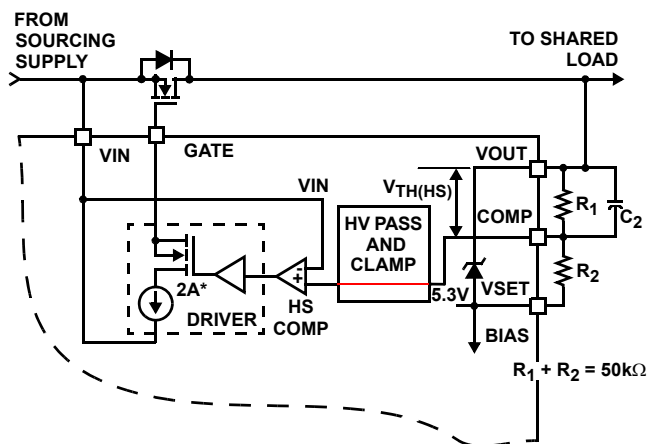 FROM
SOURCING
SUPPLY
TO SHARED
LOAD
VIN
GATE
VOUT
VIN
VTH(HS)
COMP
R1
C2
HV PASS
AND
CLAMP
R2
2A*
- +
5.3V
VSET
DRIVER
HS
COMP
BIAS
R1 + R2 = 50kΩ